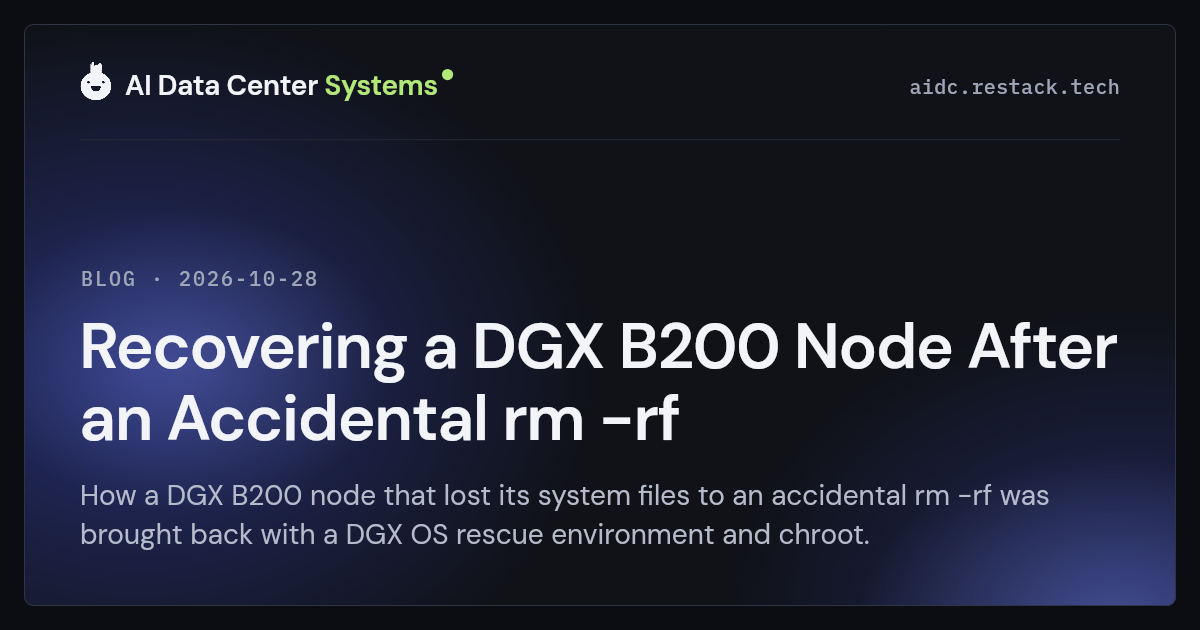 AI Data Center Systems
aidc.restack.tech
BLOG · 2026-10-28
Recovering a DGX B200 Node After
an Accidental rm -rf
How a DGX B200 node that lost its system files to an accidental rm -rf was
brought back with a DGX OS rescue environment and chroot.